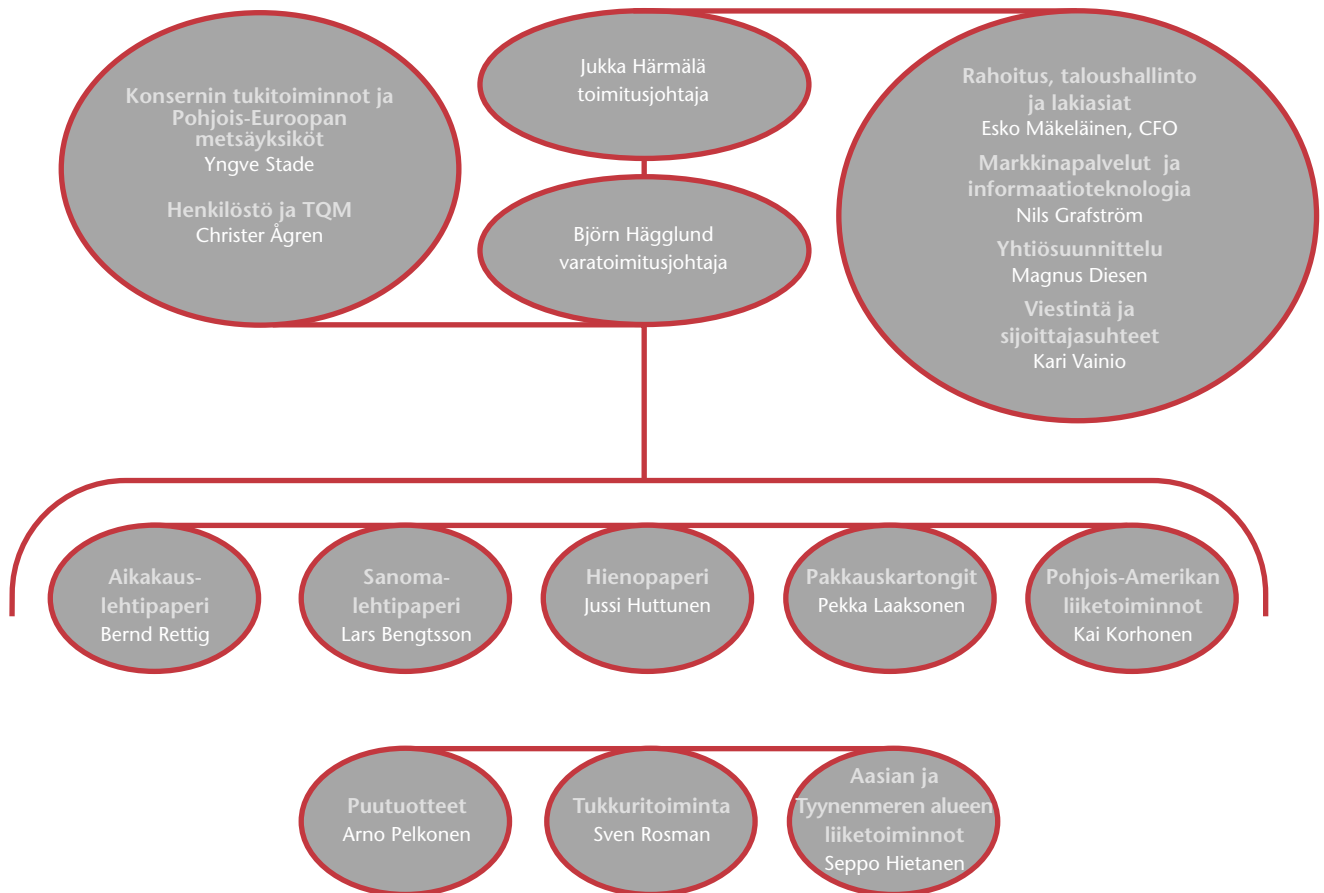 Konsernin tukitoiminnot ja
Pohjois-Euroopan
metsäyksiköt
Yngve Stade
Henkilöstö ja TQM
Christer Ågren
Jukka Härmälä
toimitusjohtaja
Björn Hägglund
varatoimitusjohtaja
Rahoitus, taloushallinto
ja lakiasiat
Esko Mäkeläinen, CFO
Markkinapalvelut ja
informaatioteknologia
Nils Grafström
Yhtiösuunnittelu
Magnus Diesen
Viestintä ja
sijoittajasuhteet
Kari Vainio
Aikakaus-
lehtipaperi
Bernd Rettig
Sanoma-
lehtipaperi
Lars Bengtsson
Hienopaperi
Jussi Huttunen
Pakkauskartongit
Pekka Laaksonen
Pohjois-Amerikan
liiketoiminnot
Kai Korhonen
Puutuotteet
Arno Pelkonen
Tukkuritoiminta
Sven Rosman
Aasian ja
Tyynenmeren alueen
liiketoiminnot
Seppo Hietanen